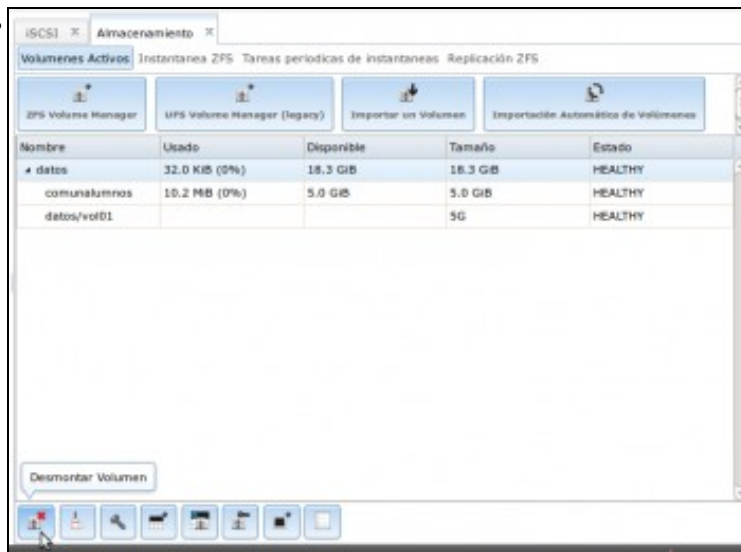 iSCSI Almacenamiento
Volumenes Activos Instantanea ZFS Tareas periodicas de instantaneas Replicación ZFS
ZFS Volume Manager UFS Volume Manager (legacy) Importar un Volumen Importación Automática de Volúmenes
Nombre Usado Disponible Tamaño Estado
datos 32.0 KiB (0%) 18.3 GiB 18.3 GiB HEALTHY
comunalumnos 10.2 MiB (0%) 5.0 GiB 5.0 GiB HEALTHY
datos/vol01 5G HEALTHY
Desmontar Volumen